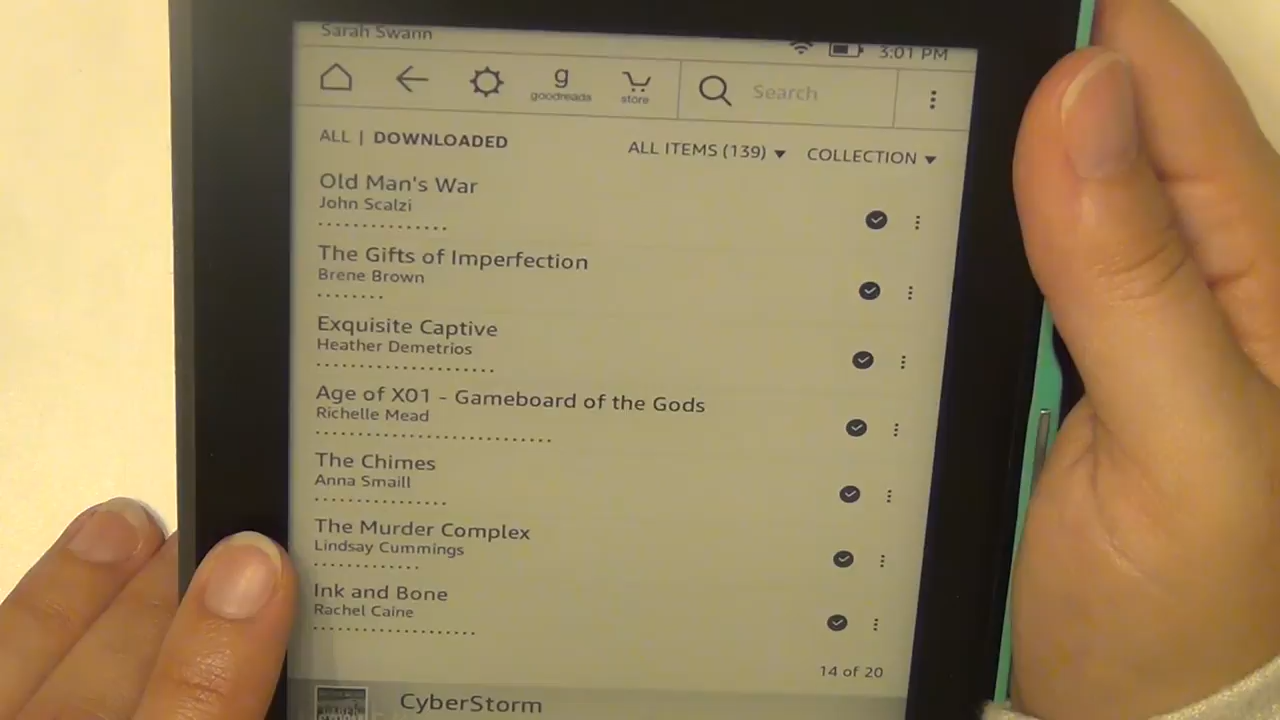 Sarah Swann 3:01 PM
g
goodreads store Search
ALL | DOWNLOADED ALL ITEMS (139) COLLECTION
Old Man's War
John Scalzi
The Gifts of Imperfection
Brene Brown
Exquisite Captive
Heather Demetrios
Age of X01 - Gameboard of the Gods
Richelle Mead
The Chimes
Anna Smaill
The Murder Complex
Lindsay Cummings
Ink and Bone
Rachel Caine
14 of 20
CyberStorm